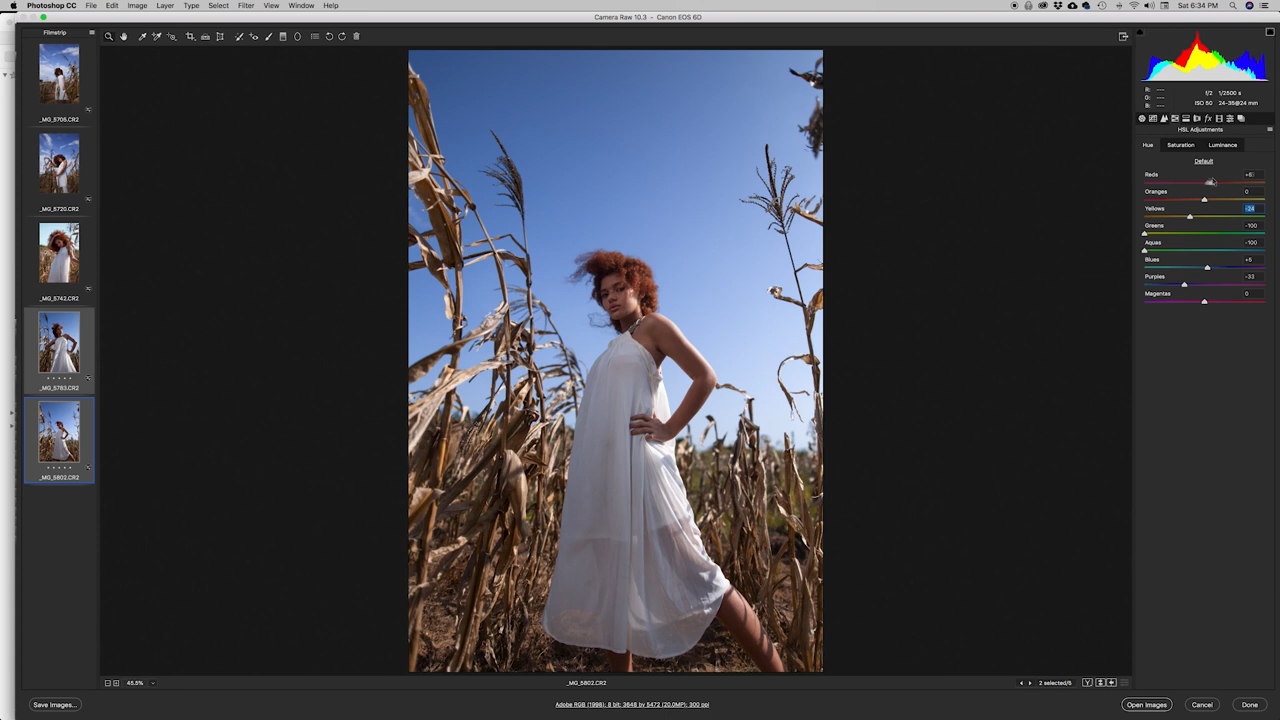 Photoshop CC File Edit Image Layer Type Select Filter Extras View Window Help
Sat 6:34 PM
Camera Raw 10.3 - Canon EOS 6D
Filmstrip
_MG_5706.CR2
_MG_5720.CR2
_MG_5742.CR2
_MG_5783.CR2
_MG_5802.CR2
R: ---
G: ---
B: ---
f/2 1/2500 s
ISO 50 24-35@24 mm
HSL Adjustments
Hue Saturation Luminance
Default
Reds
Oranges 0
Yellows -24
Greens -100
Aquas -100
Blues +5
Purples -33
Magentas 0
45.5%
_MG_5802.CR2
2 selected/5
Save Images...
Adobe RGB (1998); 8 bit; 3648 by 5472 (20.0MP); 300 ppi
Open Images Cancel Done